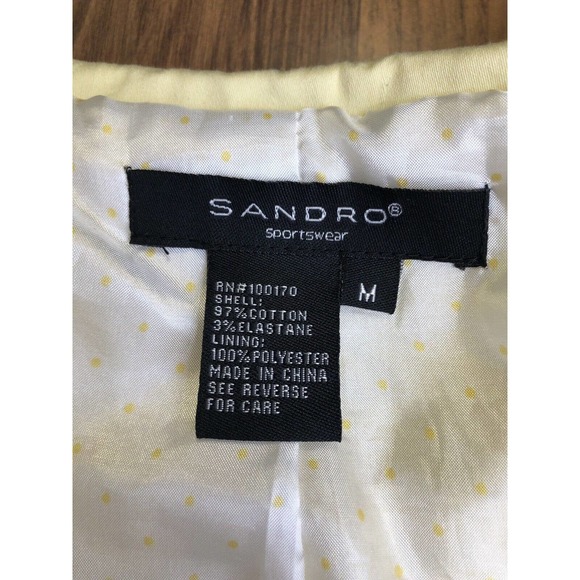 SANDRO®
Sportswear
M
RN#100170
SHELL:
97%COTTON
3%ELASTANE
LINING:
100%POLYESTER
MADE IN CHINA
SEE REVERSE
FOR CARE